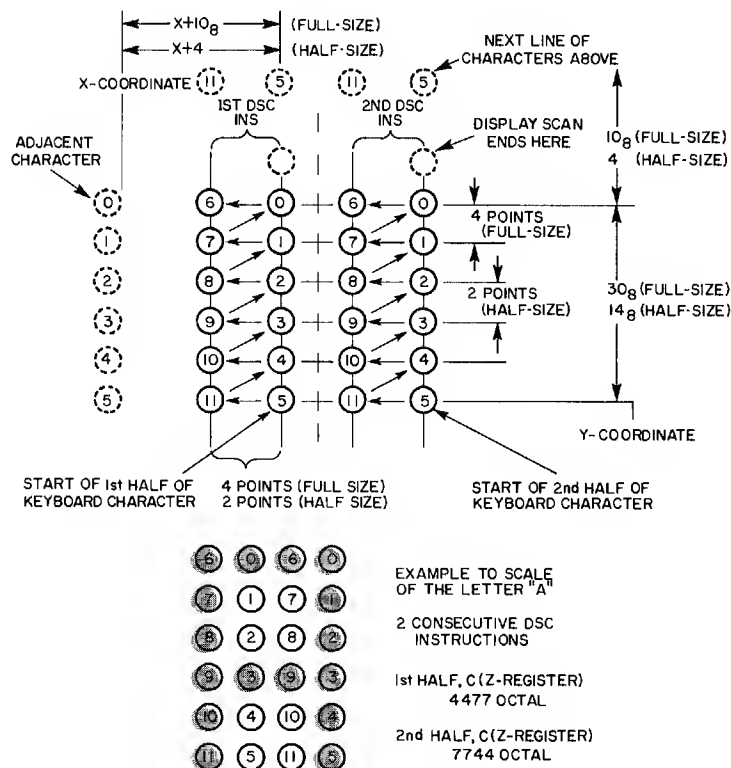 X+10₈ (FULL-SIZE)
X+4 (HALF-SIZE)
NEXT LINE OF
CHARACTERS ABOVE
X-COORDINATE 11 5 11 5
1ST DSC
INS
2ND DSC
INS
ADJACENT
CHARACTER
DISPLAY SCAN
ENDS HERE
10₈ (FULL-SIZE)
4 (HALF-SIZE)
0 6 0 6 0
1 7 1 7 1
2 8 2 8 2
3 9 3 9 3
4 10 4 10 4
5 11 5 11 5
4 POINTS
(FULL-SIZE)
2 POINTS
(HALF-SIZE)
30₈ (FULL-SIZE)
14₈ (HALF-SIZE)
Y-COORDINATE
START OF 1st HALF OF
KEYBOARD CHARACTER
4 POINTS (FULL SIZE)
2 POINTS (HALF SIZE)
START OF 2nd HALF OF
KEYBOARD CHARACTER
6 0 6 0
7 1 7 1
8 2 8 2
9 3 9 3
10 4 10 4
11 5 11 5
EXAMPLE TO SCALE
OF THE LETTER "A"
2 CONSECUTIVE DSC
INSTRUCTIONS
1st HALF, C(Z-REGISTER)
4477 OCTAL
2nd HALF, C(Z-REGISTER)
7744 OCTAL